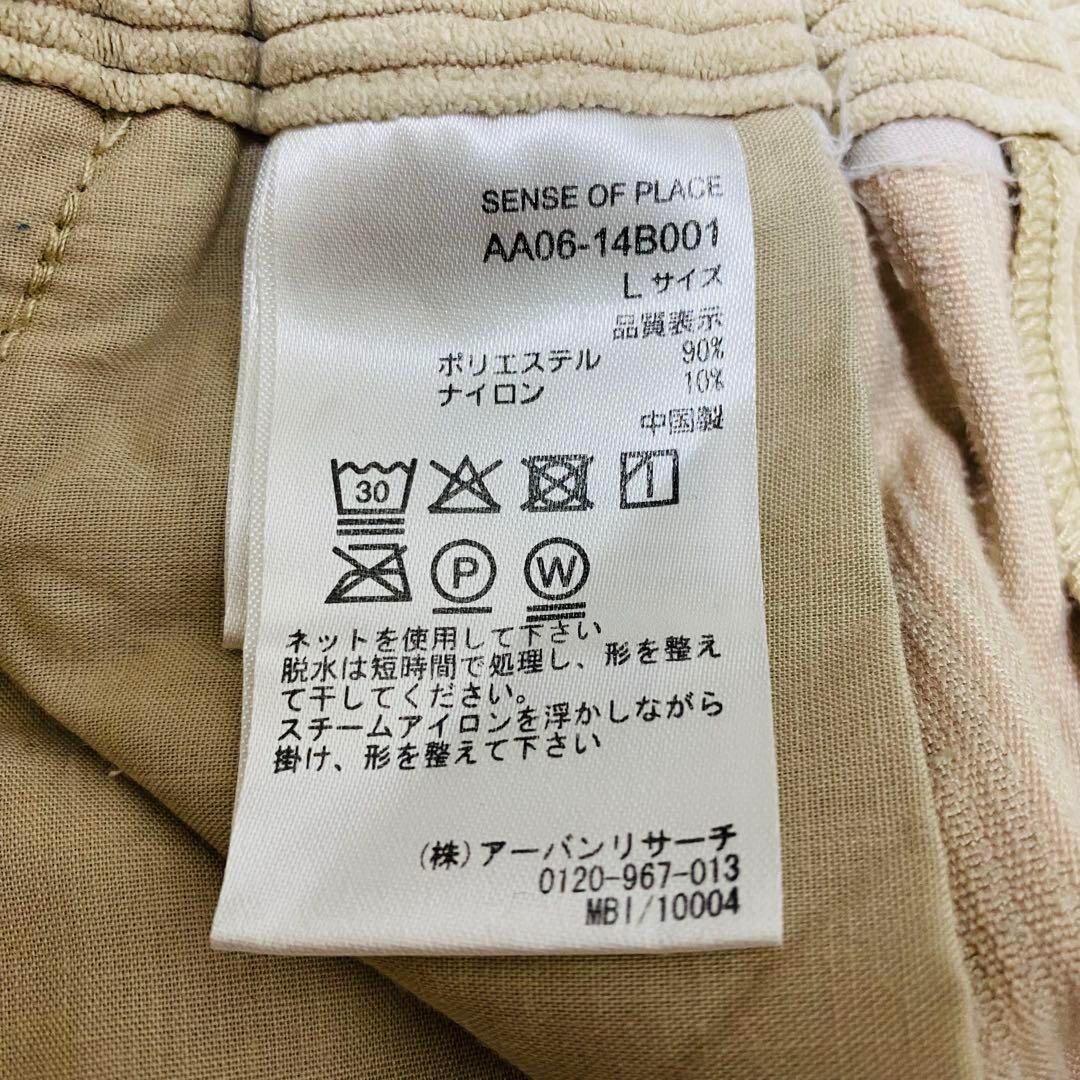 SENSE OF PLACE
AA06-14B001
L サイズ
品質表示
ポリエステル 90%
ナイロン 10%
中国製
30
P W
ネットを使用して下さい
脱水は短時間で処理し、形を整え
て干してください。
スチームアイロンを浮かしながら
掛け、形を整えて下さい
(株)アーバンリサーチ
0120-967-013
MBI/10004